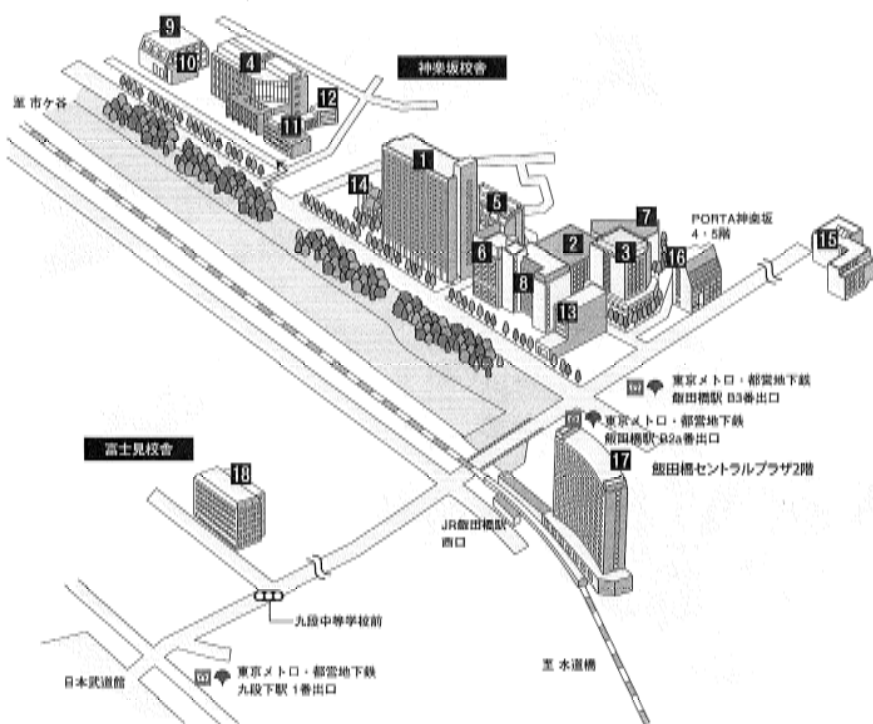 9
10
4
神楽坂校舎
至 市ケ谷
12
11
1
14
5
7
PORTA神楽坂
4・5階
6
2
3
16
15
8
13
東京メトロ・都営地下鉄
飯田橋駅 B3番出口
東京メトロ・都営地下鉄
飯田橋駅 B2a番出口
富士見校舎
18
17
飯田橋セントラルプラザ2階
JR飯田橋駅
西口
九段中等学校前
日本武道館
東京メトロ・都営地下鉄
九段下駅 1番出口
至 水道橋